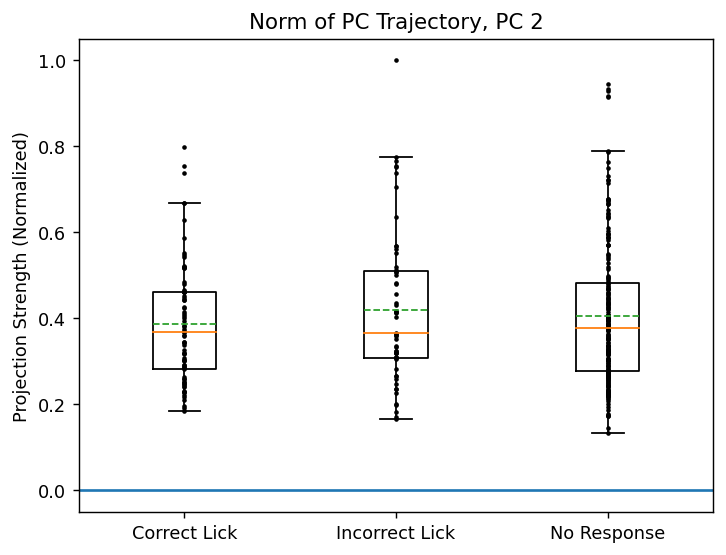 Norm of PC Trajectory, PC 2
Projection Strength (Normalized)
1.0
0.8
0.6
0.4
0.2
0.0
Correct Lick
Incorrect Lick
No Response